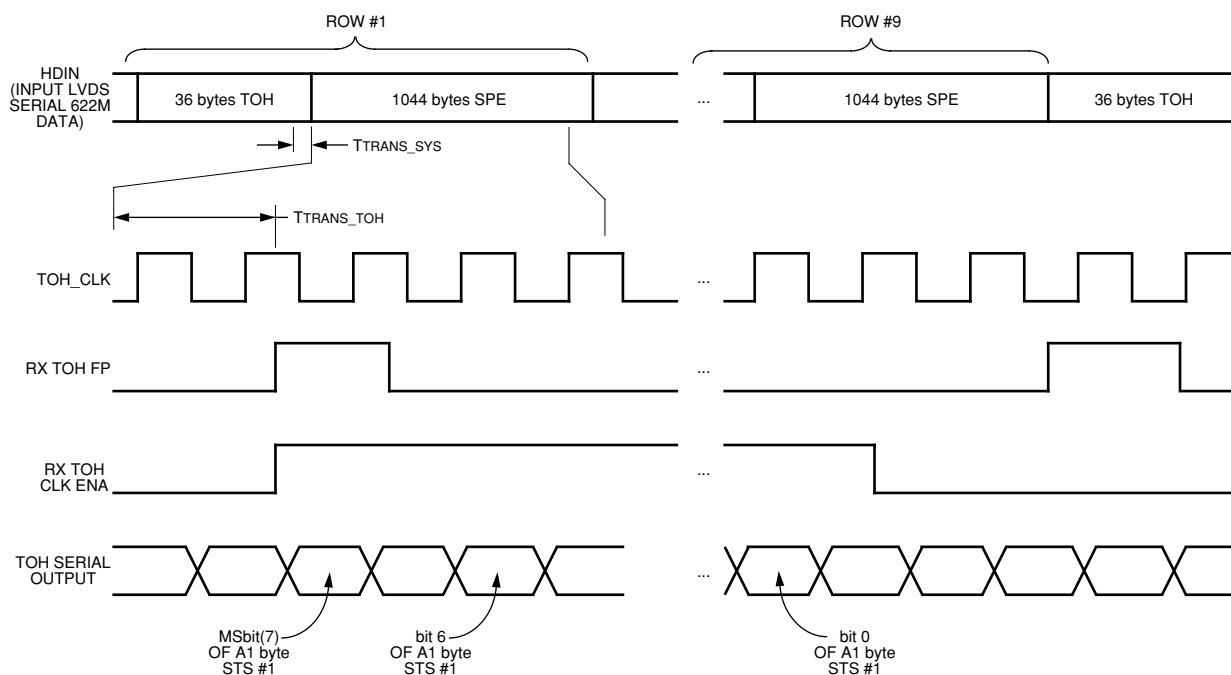 ROW #1
ROW #9
HDIN
(INPUT LVDS
SERIAL 622M
DATA)
36 bytes TOH
1044 bytes SPE
...
1044 bytes SPE
36 bytes TOH
TTRANS_SYS
TTRANS_TOH
TOH_CLK
...
RX TOH FP
...
RX TOH
CLK ENA
...
TOH SERIAL
OUTPUT
...
MSbit(7)
OF A1 byte
STS #1
bit 6
OF A1 byte
STS #1
bit 0
OF A1 byte
STS #1